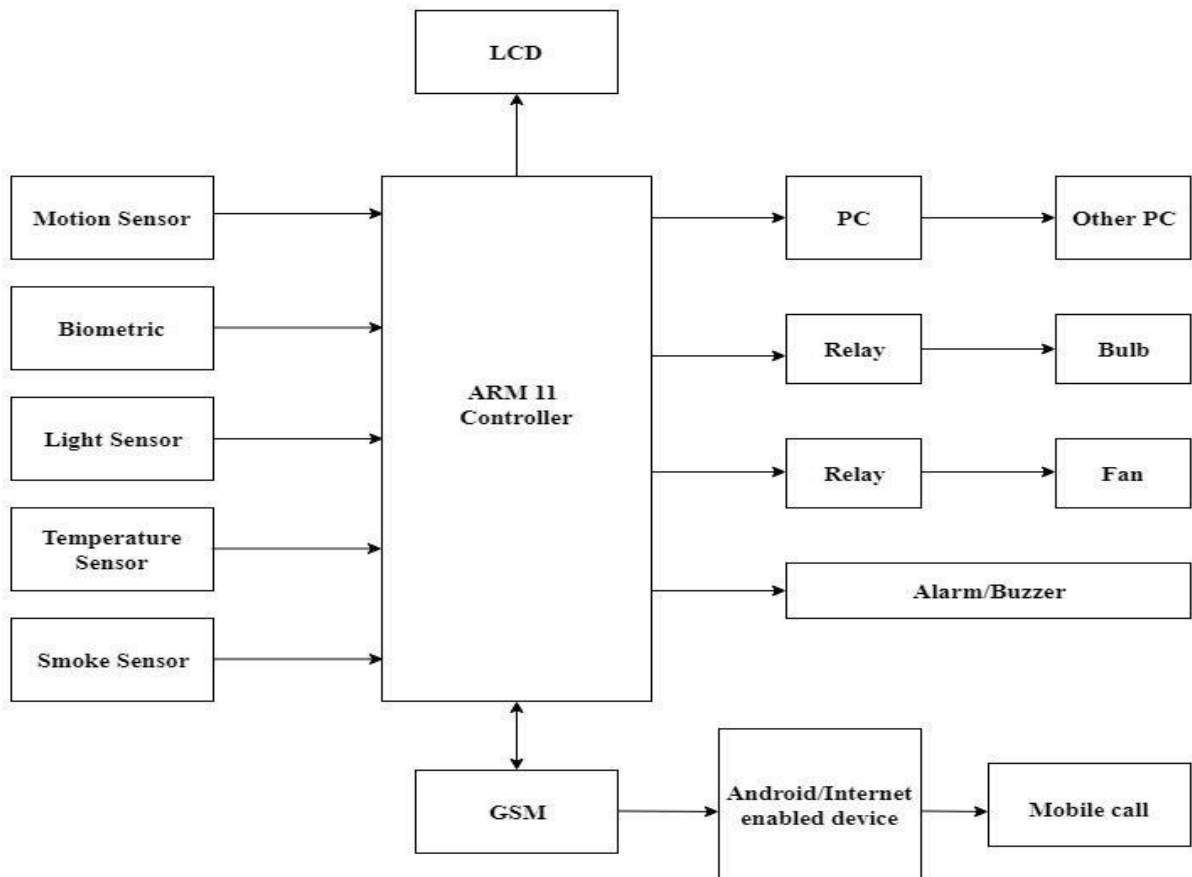 LCD
Motion Sensor
PC
Other PC
Biometric
Relay
Bulb
ARM 11
Controller
Light Sensor
Relay
Fan
Temperature
Sensor
Alarm/Buzzer
Smoke Sensor
GSM
Android/Internet
enabled device
Mobile call